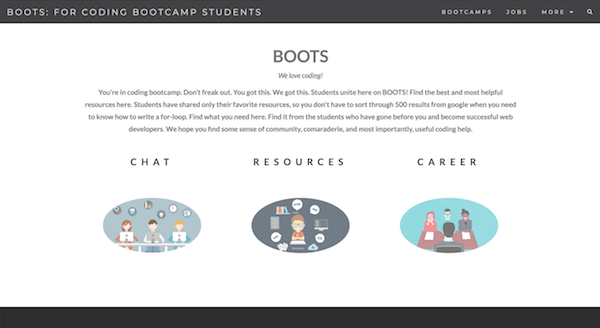 BOOTS: FOR CODING BOOTCAMP STUDENTS
BOOTCAMPS JOBS MORE
BOOTS
We love coding!
You're in coding bootcamp. Don't freak out. You got this. We got this. Students unite here on BOOTS! Find the best and most helpful
resources here. Students have shared only their favorite resources, so you don't have to sort through 500 results from google when you need
to know how to write a for-loop. Find what you need here. Find it from the students who have gone before you and become successful web
developers. We hope you find some sense of community, camaraderie, and most importantly, useful coding help.
CHAT
RESOURCES
CAREER